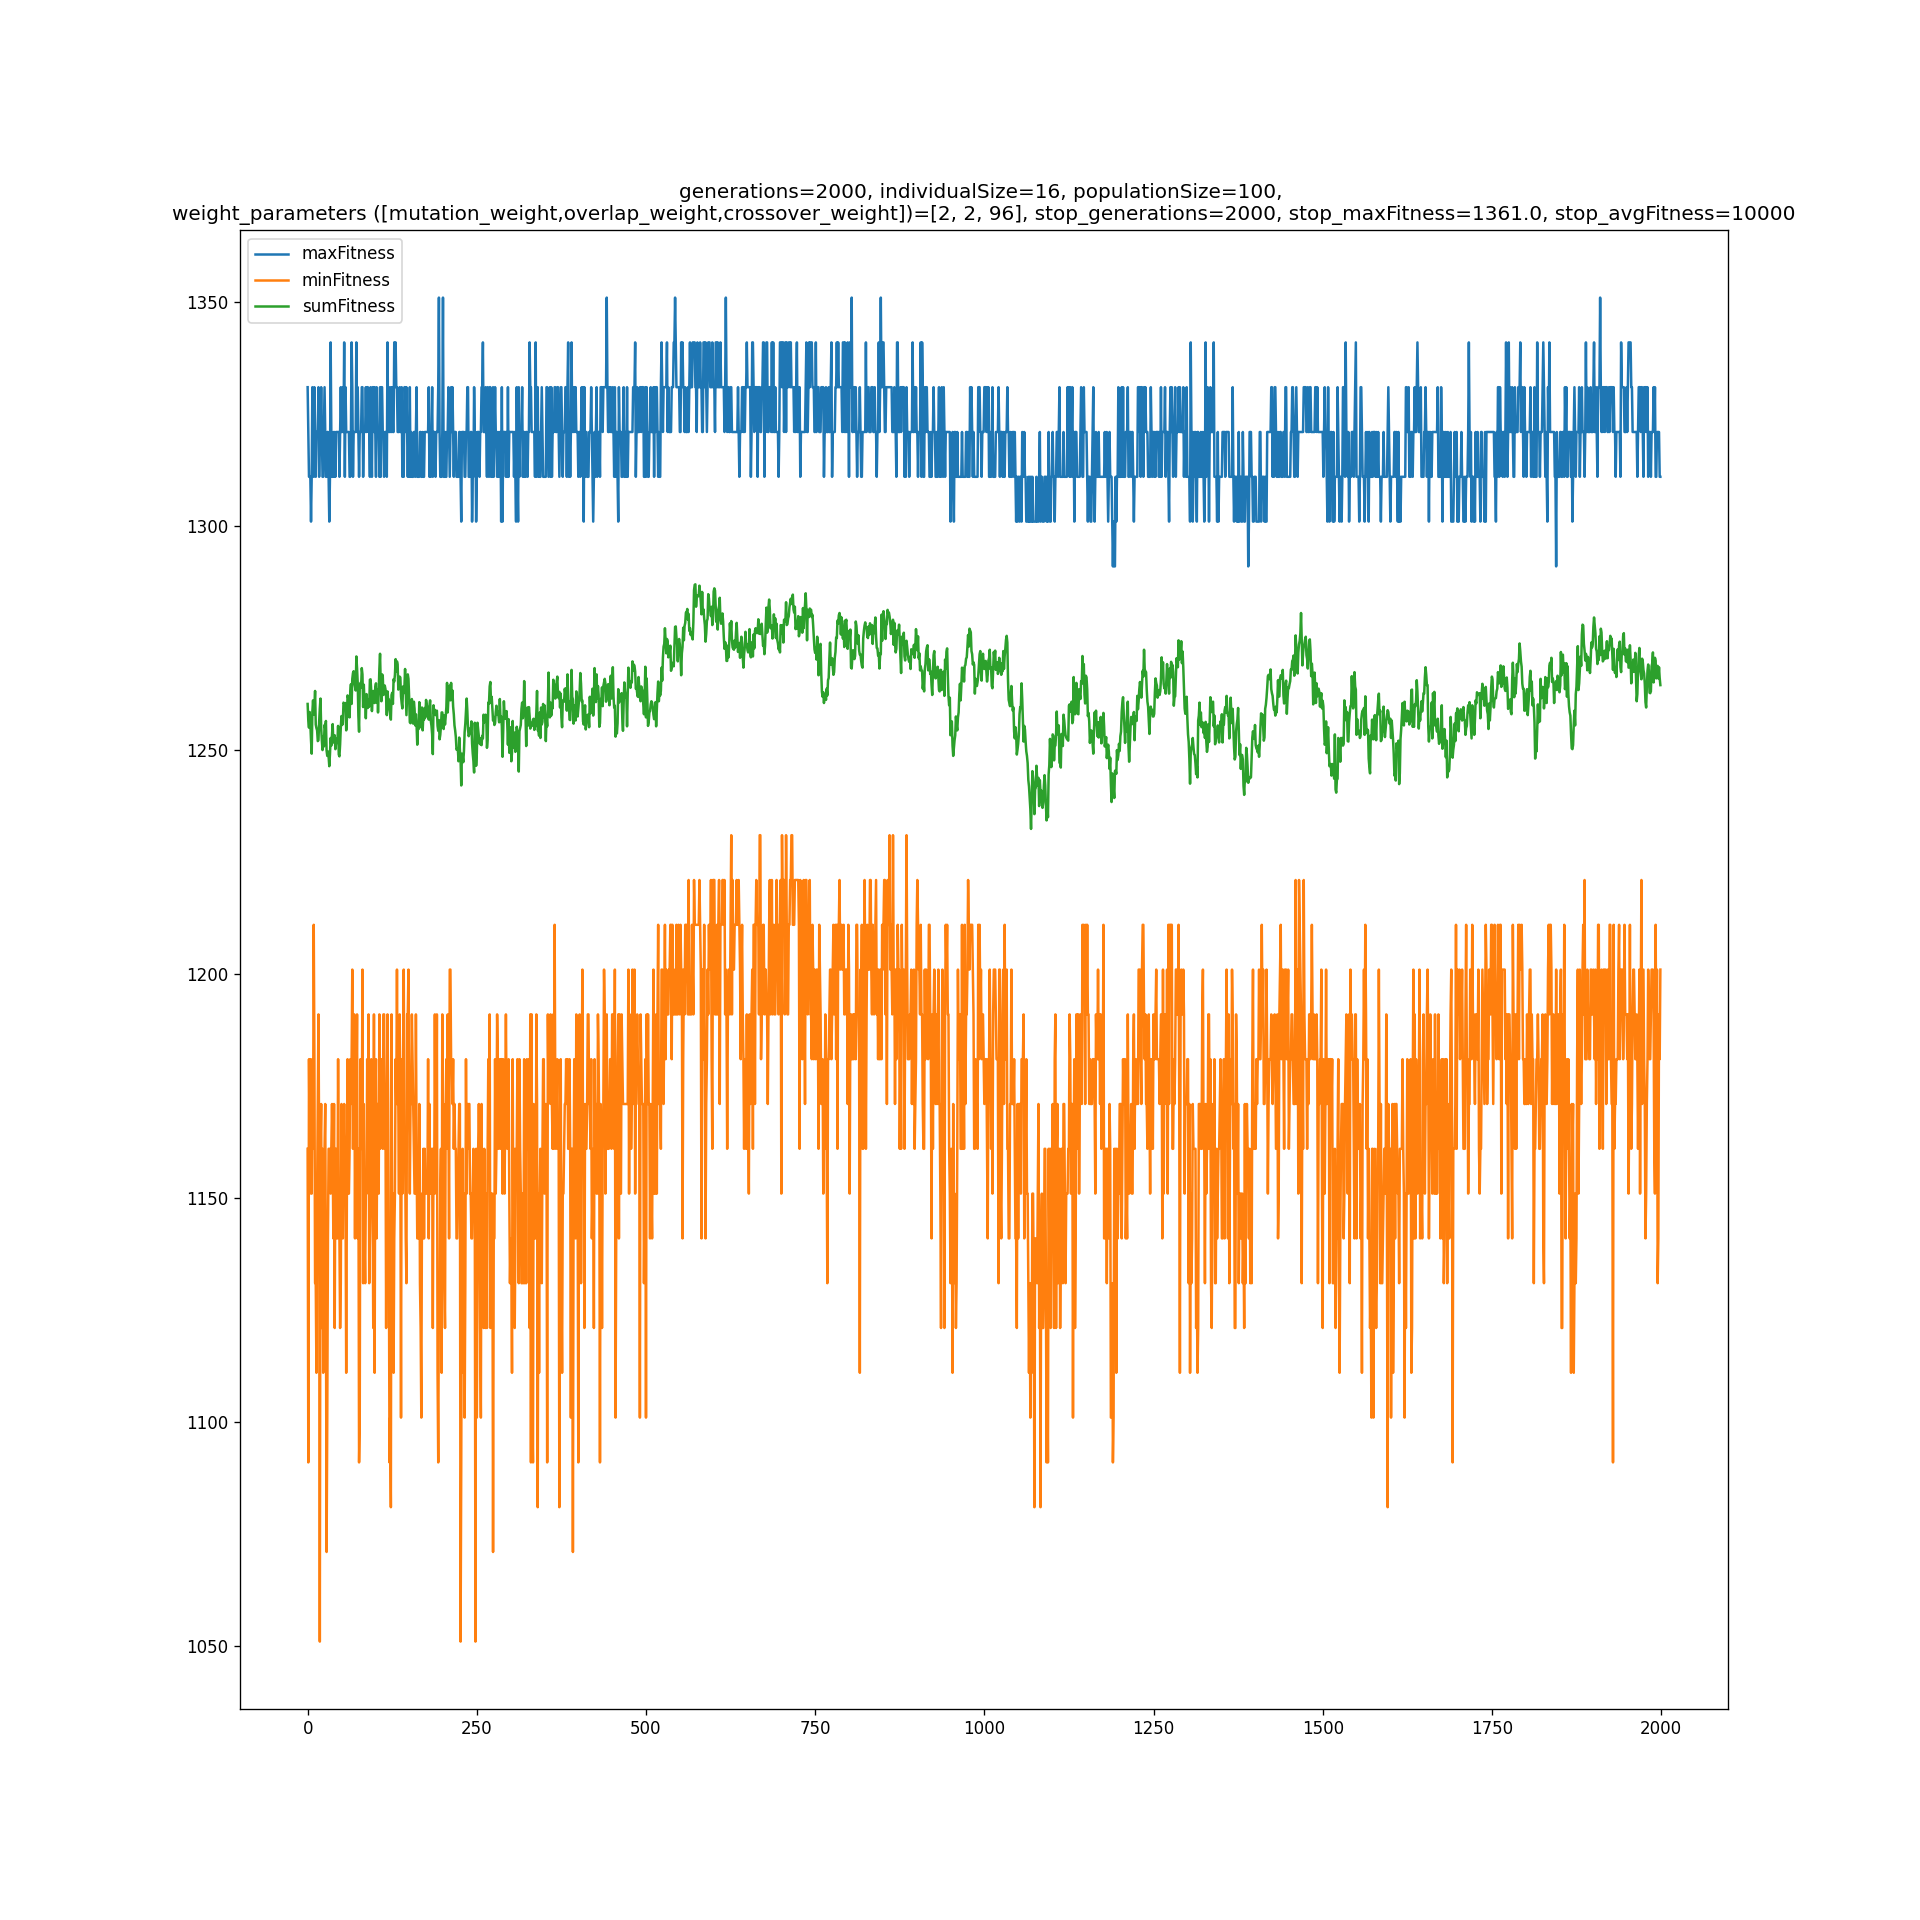 generations=2000, individualSize=16, populationSize=100,
weight_parameters ([mutation_weight,overlap_weight,crossover_weight])=[2, 2, 96], stop_generations=2000, stop_maxFitness=1361.0, stop_avgFitness=10000
maxFitness
minFitness
sumFitness
1350
1300
1250
1200
1150
1100
1050
0 250 500 750 1000 1250 1500 1750 2000